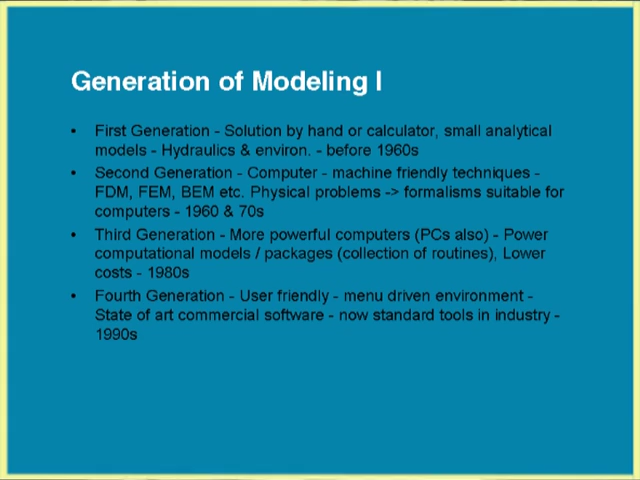 Generation of Modeling I
• First Generation - Solution by hand or calculator, small analytical
models - Hydraulics & environ. - before 1960s
• Second Generation - Computer - machine friendly techniques -
FDM, FEM, BEM etc. Physical problems -> formalisms suitable for
computers - 1960 & 70s
• Third Generation - More powerful computers (PCs also) - Power
computational models / packages (collection of routines), Lower
costs - 1980s
• Fourth Generation - User friendly - menu driven environment -
State of art commercial software - now standard tools in industry -
1990s